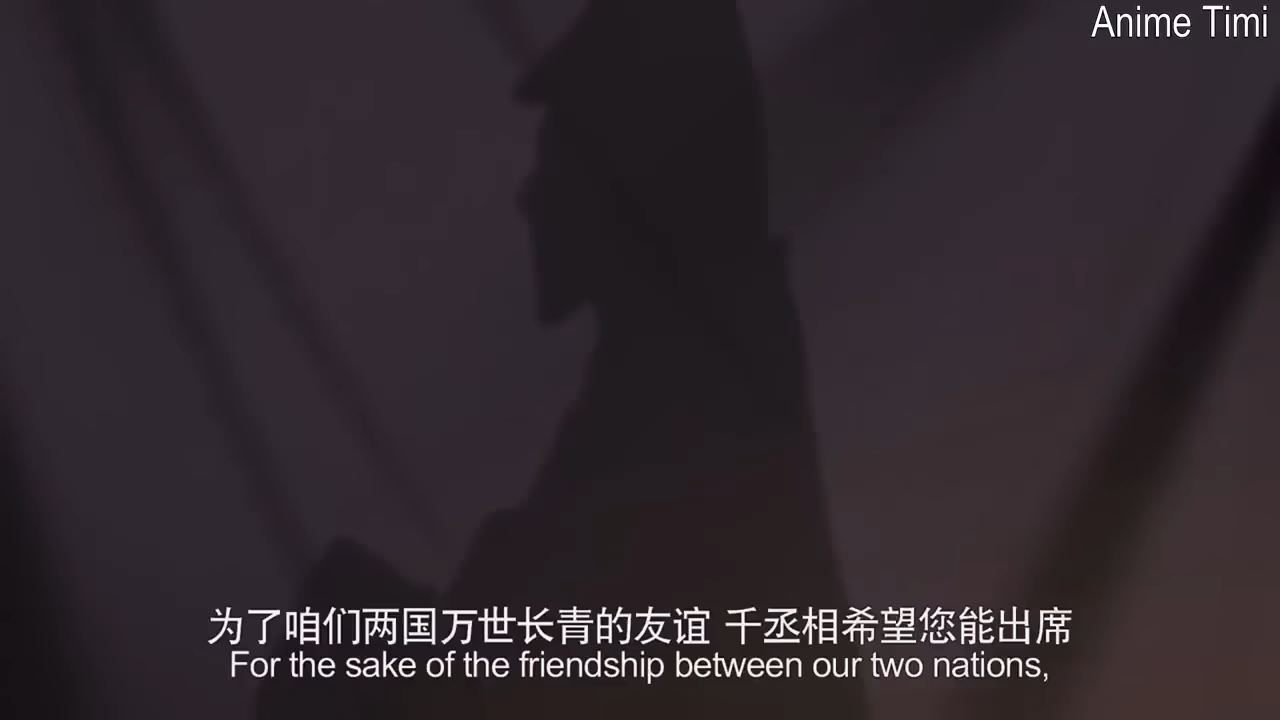 Anime Timi
为了咱们两国万世长青的友谊 千丞相希望您能出席
For the sake of the friendship between our two nations,